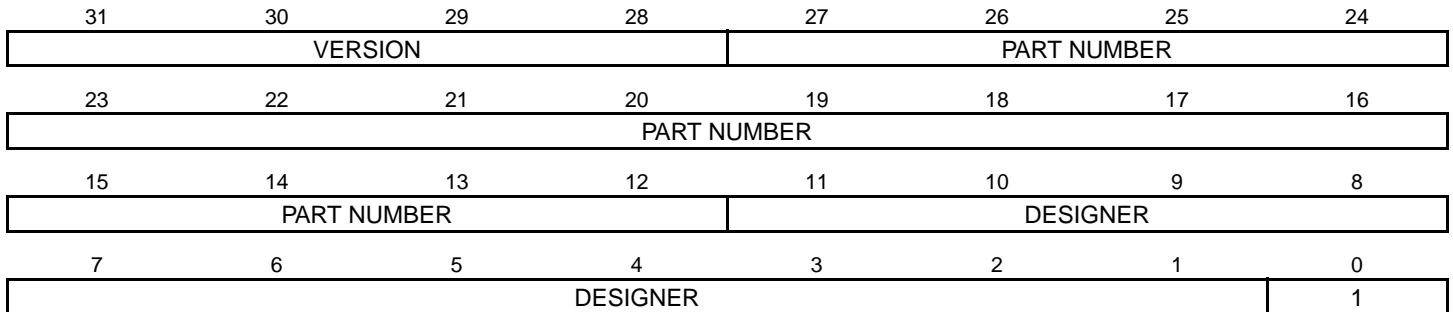 31 30 29 28 27 26 25 24
VERSION PART NUMBER
23 22 21 20 19 18 17 16
PART NUMBER
15 14 13 12 11 10 9 8
PART NUMBER DESIGNER
7 6 5 4 3 2 1 0
DESIGNER 1